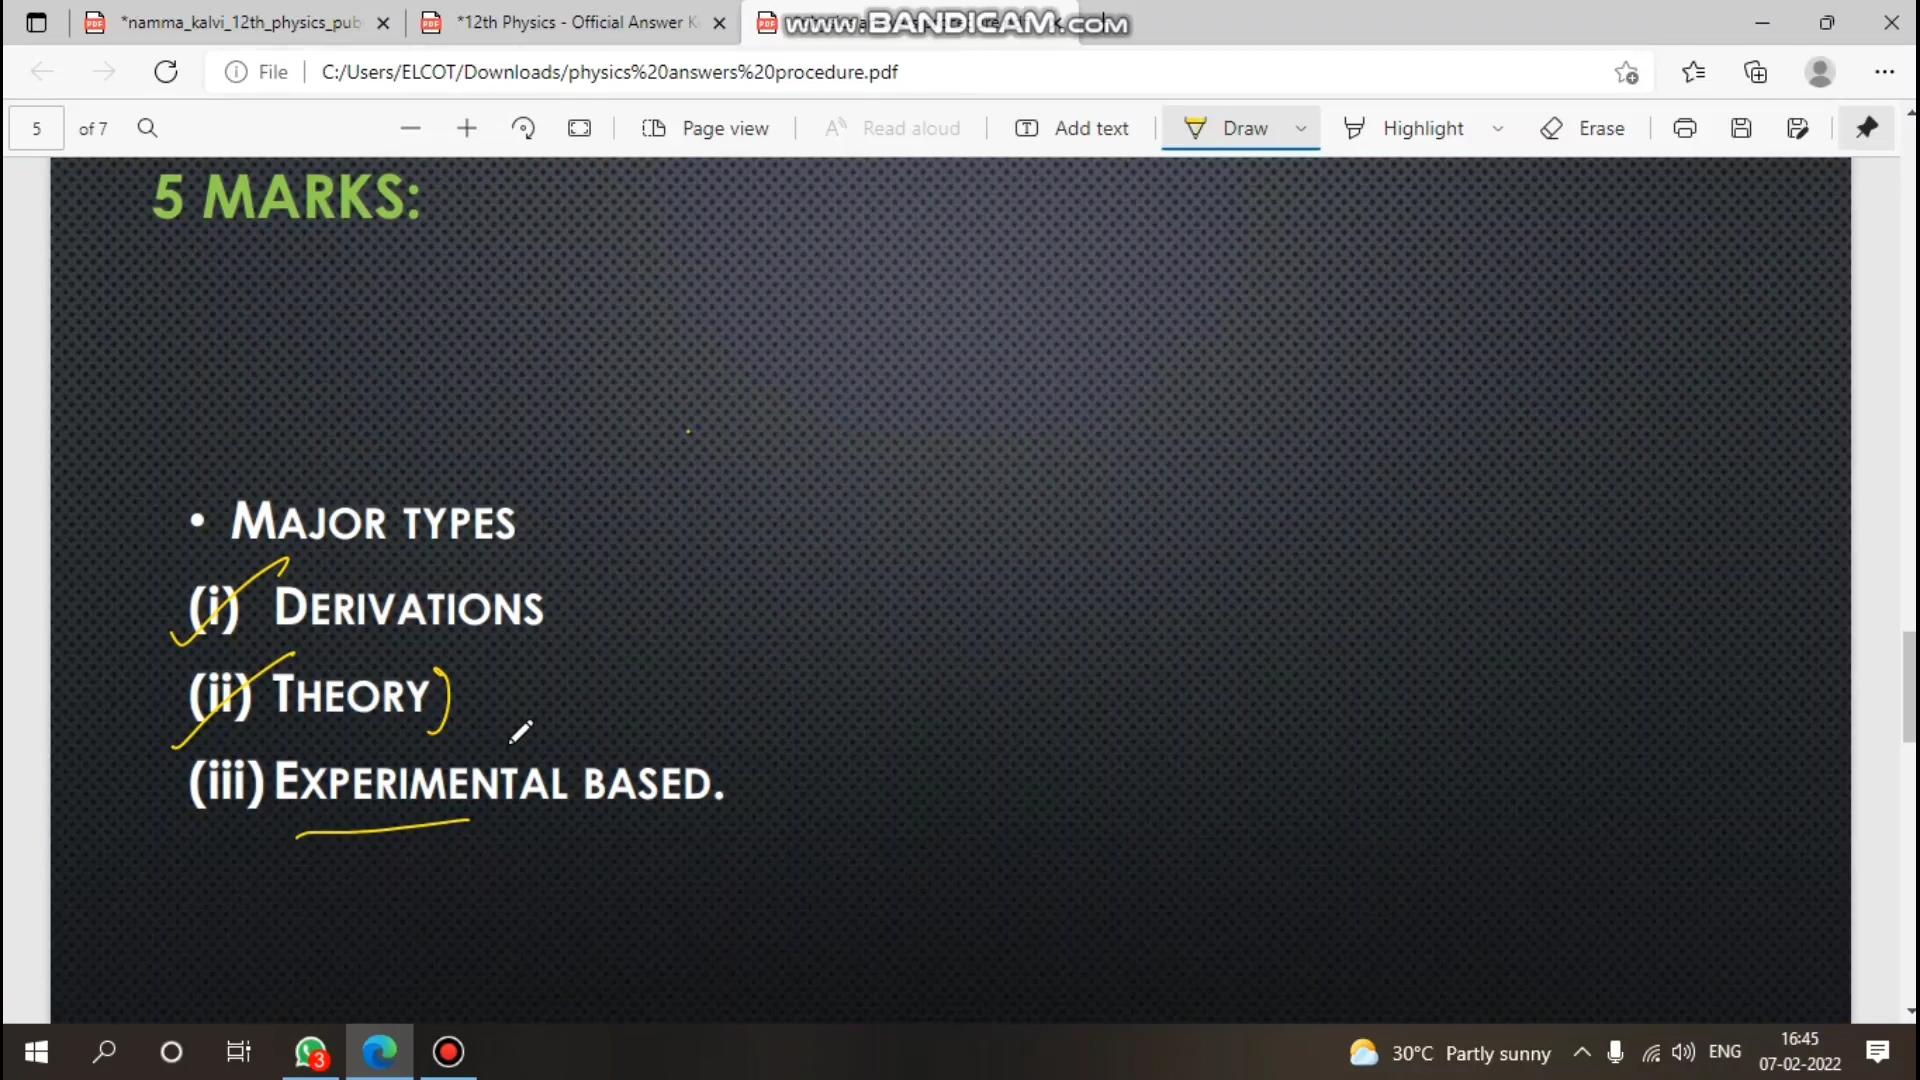 *namma_kalvi_12th_physics_pub
*12th Physics - Official Answer K
www.BANDICAM.com
File
C:/Users/ELCOT/Downloads/physics%20answers%20procedure.pdf
5 of 7
Page view
Read aloud
Add text
Draw
Highlight
Erase
5 MARKS:
• MAJOR TYPES
(i) DERIVATIONS
(ii) THEORY
(iii) EXPERIMENTAL BASED.
3
30°C Partly sunny
ENG
16:45
07-02-2022